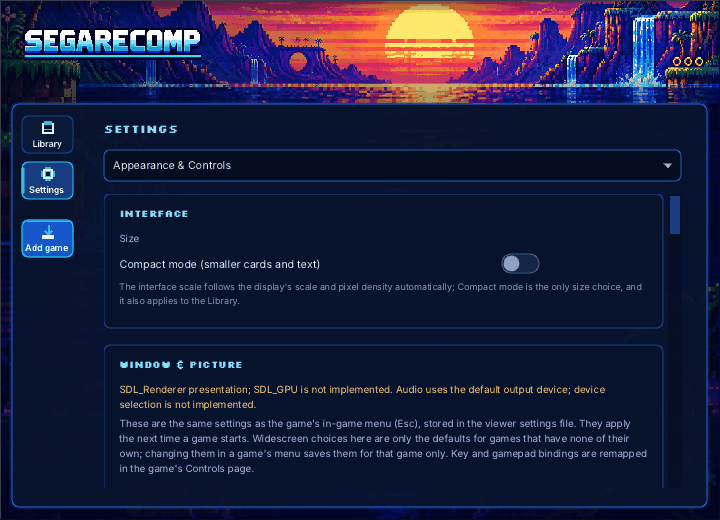 SEGARECOMP
Library
Settings
Add game
SETTINGS
Appearance & Controls
INTERFACE
Size
Compact mode (smaller cards and text)
The interface scale follows the display's scale and pixel density automatically; Compact mode is the only size choice, and
it also applies to the Library.
WINDOW & PICTURE
SDL_Renderer presentation; SDL_GPU is not implemented. Audio uses the default output device; device
selection is not implemented.
These are the same settings as the game's in-game menu (Esc), stored in the viewer settings file. They apply
the next time a game starts. Widescreen choices here are only the defaults for games that have none of their
own; changing them in a game's menu saves them for that game only. Key and gamepad bindings are remapped
in the game's Controls page.